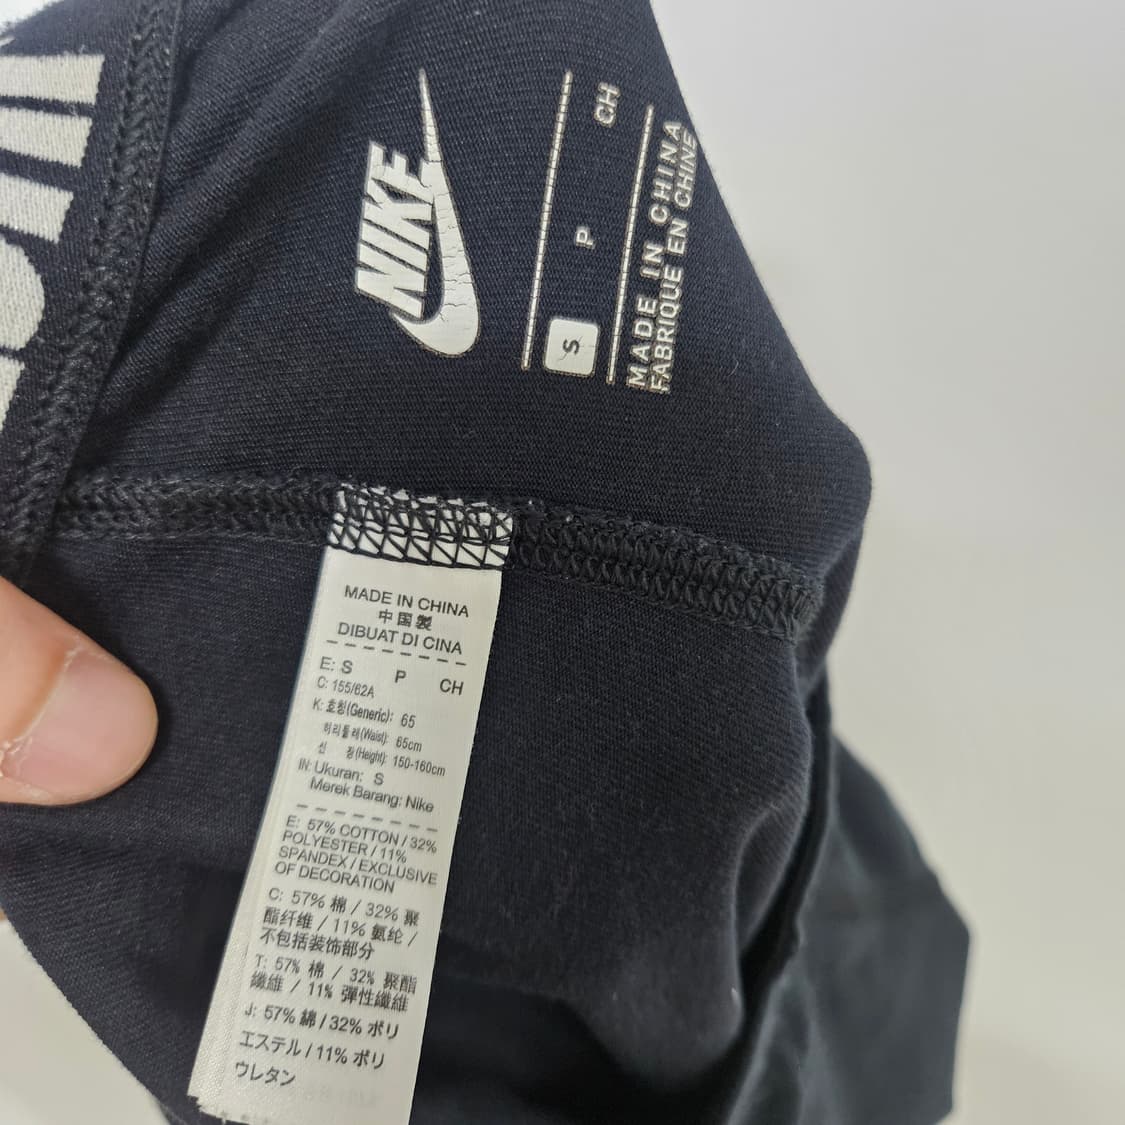 NIKE
S P CH
MADE IN CHINA
FABRIQUE EN CHINE
MADE IN CHINA
中国製
DIBUAT DI CINA
E: S P CH
C: 155/62A
K: 호칭(Generic): 65
허리둘레(Waist): 65cm
신 장(Height): 150-160cm
IN: Ukuran: S
Merek Barang: Nike
E: 57% COTTON / 32%
POLYESTER / 11%
SPANDEX / EXCLUSIVE
OF DECORATION
C: 57% 棉 / 32% 聚
酯纤维 / 11% 氨纶 /
不包括装饰部分
T: 57% 棉 / 32% 聚酯
纖維 / 11% 彈性纖維
J: 57% 綿 / 32% ポリ
エステル / 11% ポリ
ウレタン